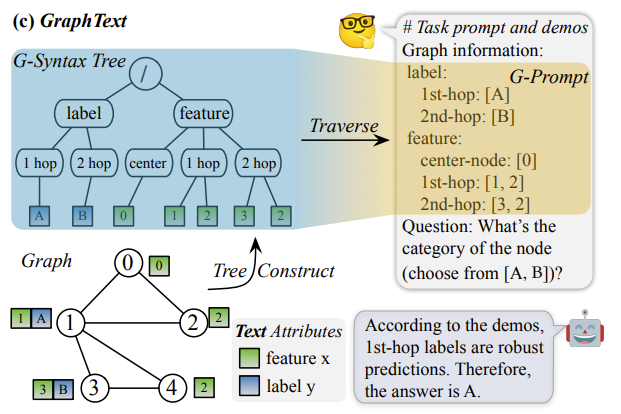 (c) GraphText
G-Syntax Tree
/
label
feature
1 hop
2 hop
center
1 hop
2 hop
A
B
0
1
2
3
2
Traverse
# Task prompt and demos
Graph information:
G-Prompt
label:
1st-hop: [A]
2nd-hop: [B]
feature:
center-node: [0]
1st-hop: [1, 2]
2nd-hop: [3, 2]
Question: What's the
category of the node
(choose from [A, B])?
Graph
Tree Construct
0
0
1 A
1
2
2
3 B
3
4
2
Text Attributes
feature x
label y
According to the demos,
1st-hop labels are robust
predictions. Therefore,
the answer is A.